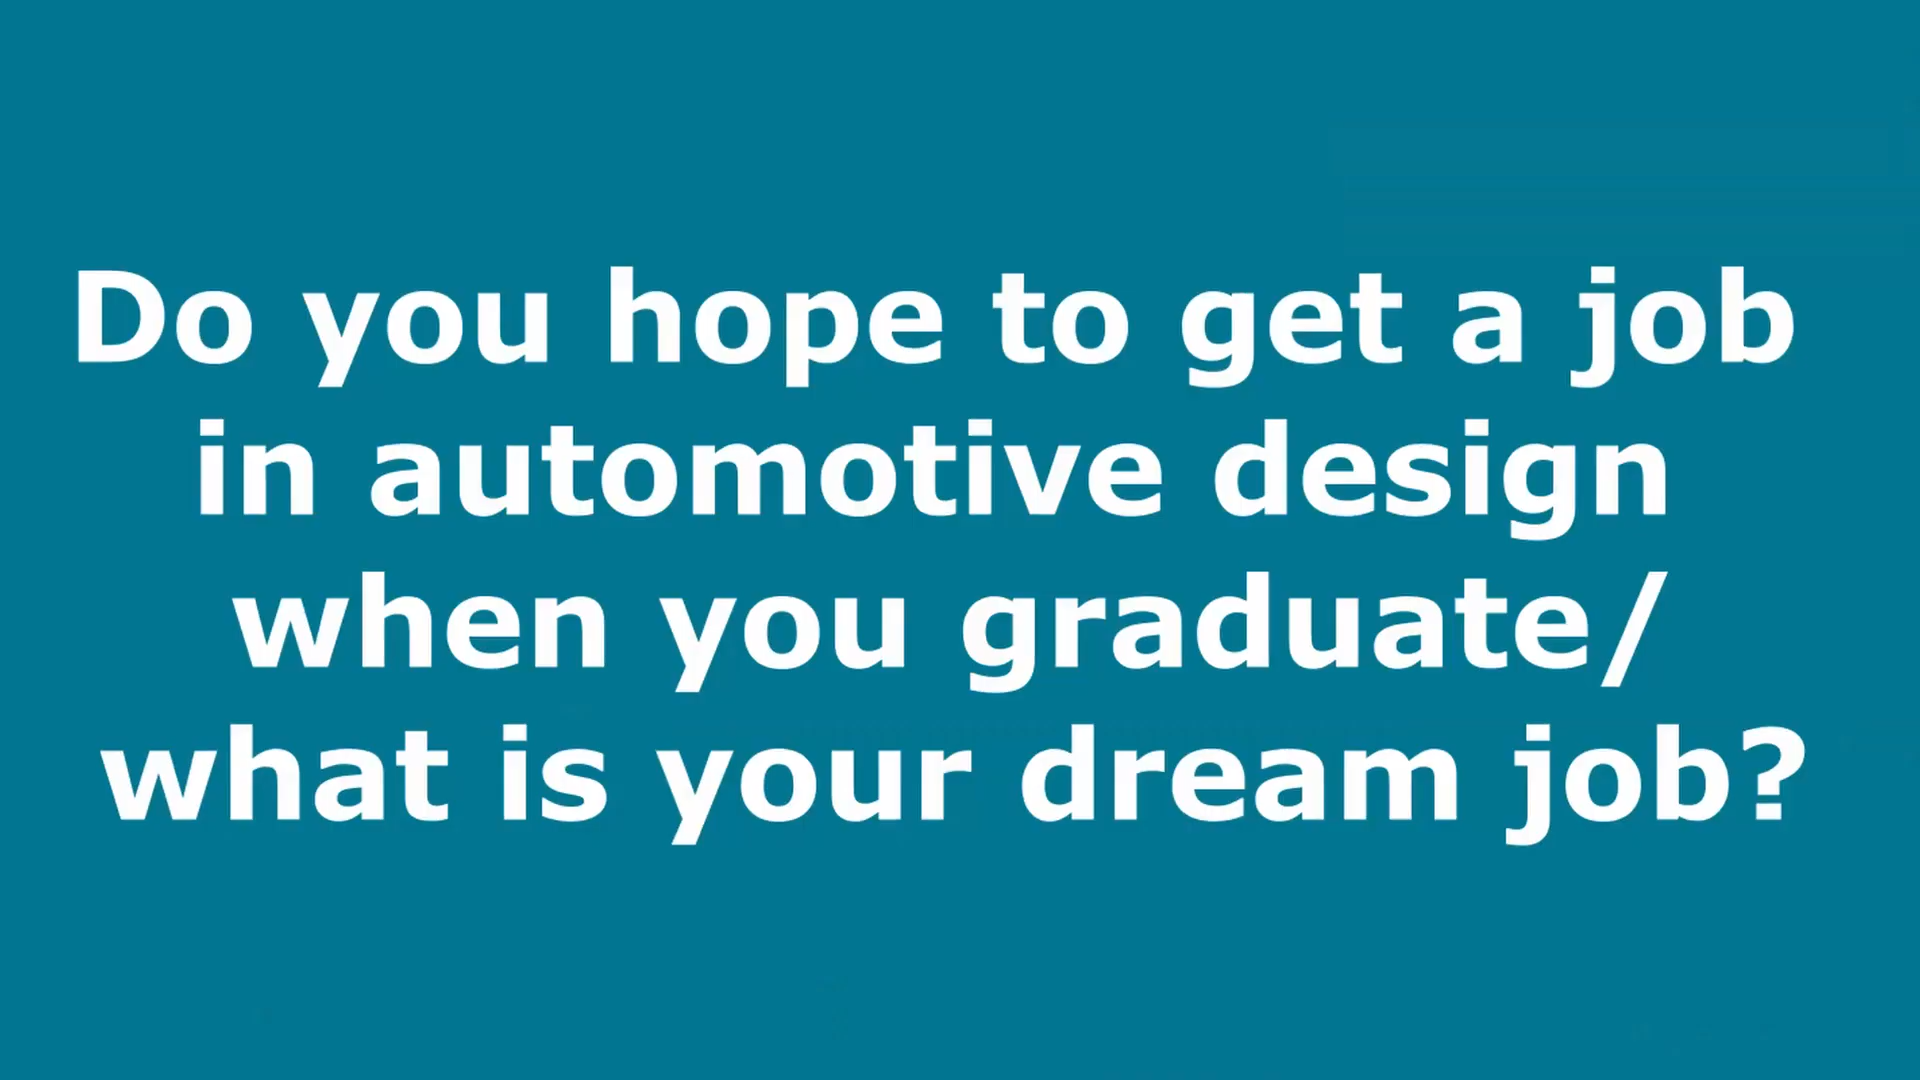 Do you hope to get a job
in automotive design
when you graduate/
what is your dream job?